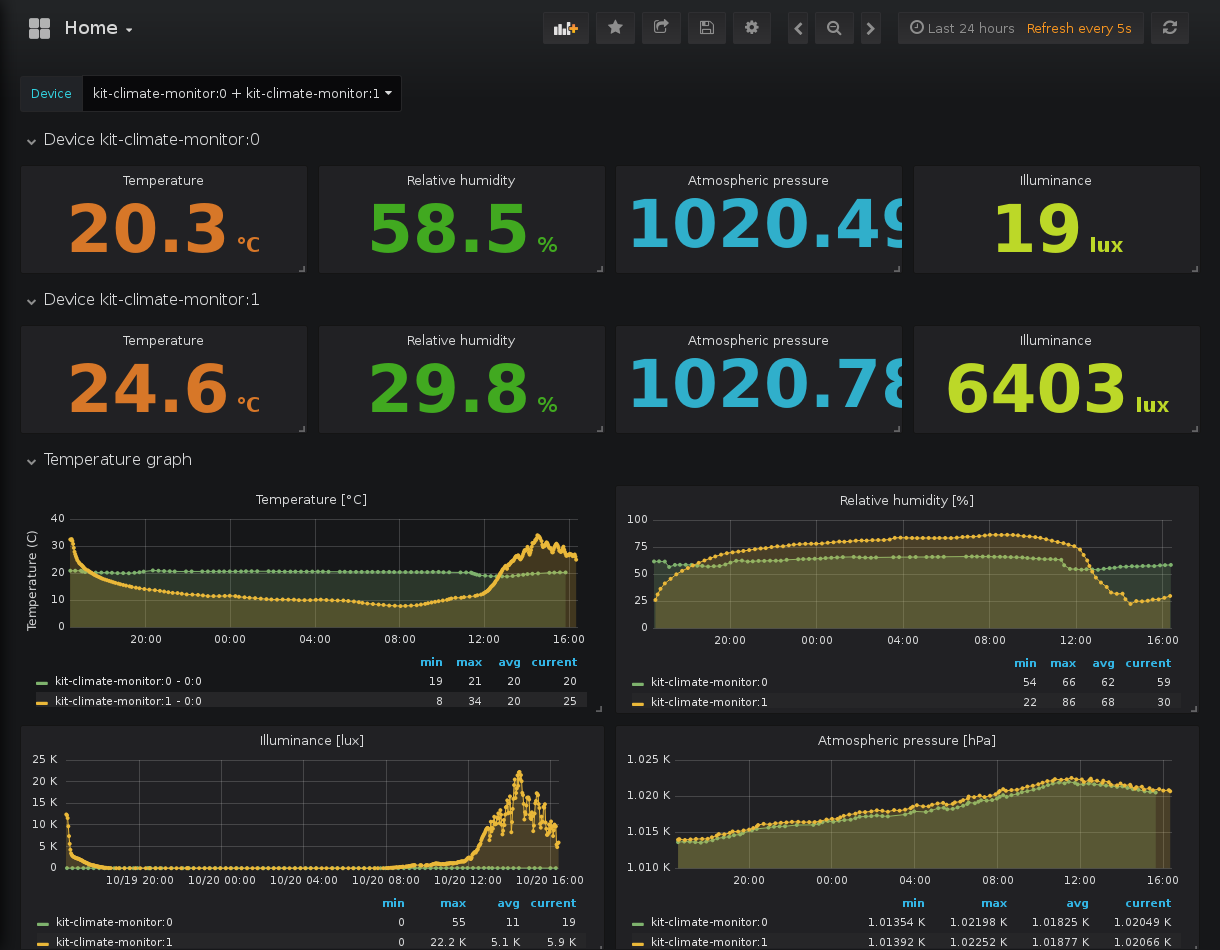 Home
Last 24 hours Refresh every 5s
Device kit-climate-monitor:0 + kit-climate-monitor:1
Device kit-climate-monitor:0
Temperature Relative humidity Atmospheric pressure Illuminance
20.3 °C 58.5 % 1020.49 19 lux
Device kit-climate-monitor:1
Temperature Relative humidity Atmospheric pressure Illuminance
24.6 °C 29.8 % 1020.78 6403 lux
Temperature graph
Temperature [°C]
Temperature (C)
40
30
20
10
0
20:00 00:00 04:00 08:00 12:00 16:00
min max avg current
kit-climate-monitor:0 - 0:0 19 21 20 20
kit-climate-monitor:1 - 0:0 8 34 20 25
Relative humidity [%]
100
75
50
25
0
20:00 00:00 04:00 08:00 12:00 16:00
min max avg current
kit-climate-monitor:0 54 66 62 59
kit-climate-monitor:1 22 86 68 30
Illuminance [lux]
25 K
20 K
15 K
10 K
5 K
0
10/19 20:00 10/20 00:00 10/20 04:00 10/20 08:00 10/20 12:00 10/20 16:00
min max avg current
kit-climate-monitor:0 0 55 11 19
kit-climate-monitor:1 0 22.2 K 5.1 K 5.9 K
Atmospheric pressure [hPa]
1.025 K
1.020 K
1.015 K
1.010 K
20:00 00:00 04:00 08:00 12:00 16:00
min max avg current
kit-climate-monitor:0 1.01354 K 1.02198 K 1.01825 K 1.02049 K
kit-climate-monitor:1 1.01392 K 1.02252 K 1.01877 K 1.02066 K